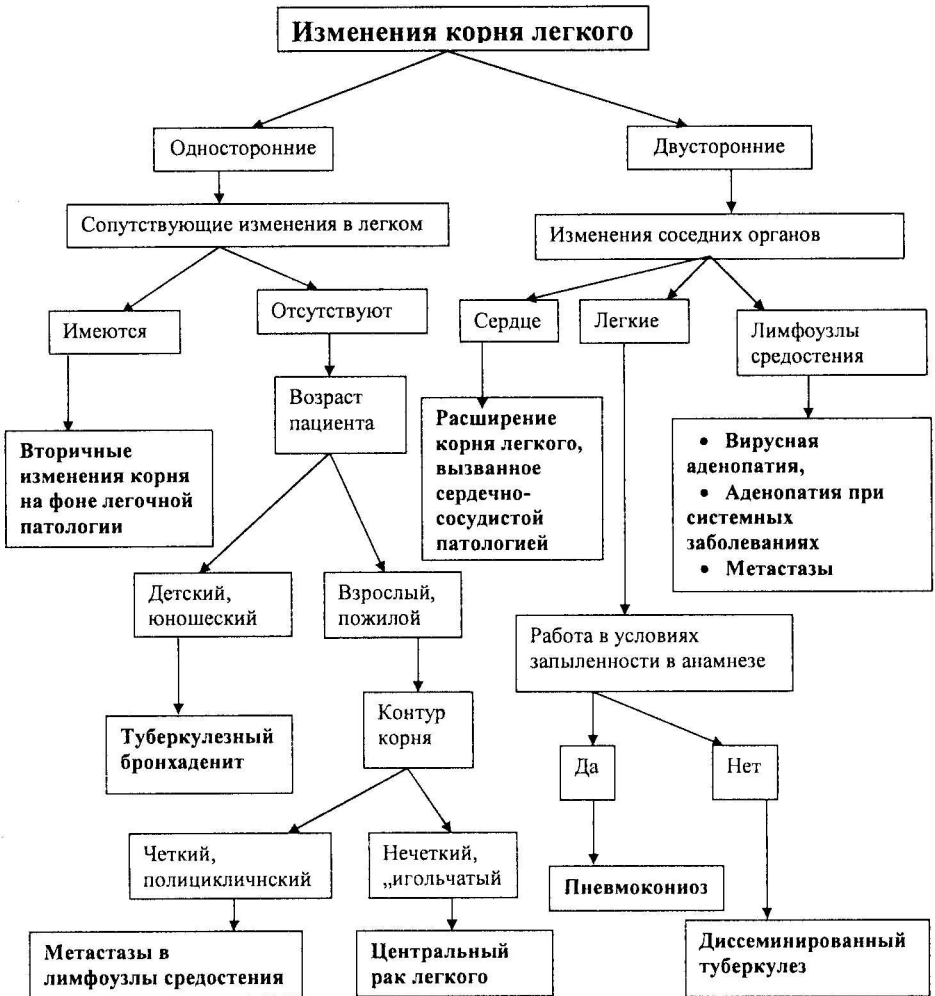 Изменения корня легкого
Односторонние
Двусторонние
Сопутствующие изменения в легком
Изменения соседних органов
Имеются
Отсутствуют
Сердце
Легкие
Лимфоузлы
средостения
Возраст
пациента
Вторичные
изменения корня
на фоне легочной
патологии
Расширение
корня легкого,
вызванное
сердечно-
сосудистой
патологией
• Вирусная
аденопатия,
• Аденопатия при
системных
заболеваниях
• Метастазы
Детский,
юношеский
Взрослый,
пожилой
Работа в условиях
запыленности в анамнезе
Туберкулезный
бронхаденит
Контур
корня
Да
Нет
Четкий,
полицикличнский
Нечеткий,
„игольчатый
Пневмокониоз
Метастазы в
лимфоузлы средостения
Центральный
рак легкого
Диссеминированный
туберкулез